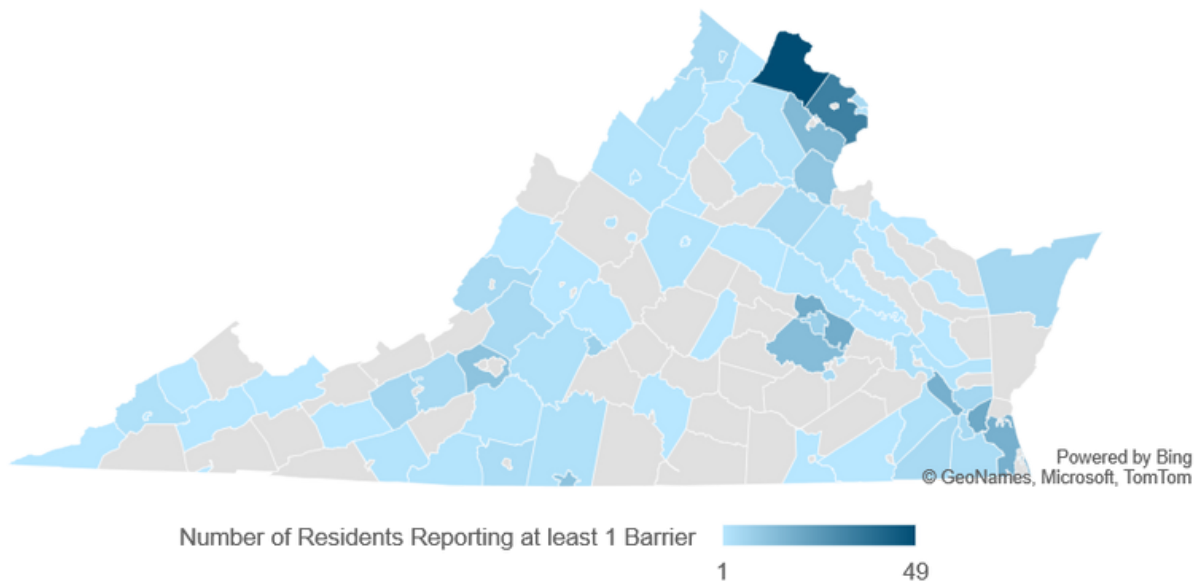 Powered by Bing
© GeoNames, Microsoft, TomTom
Number of Residents Reporting at least 1 Barrier
1
49